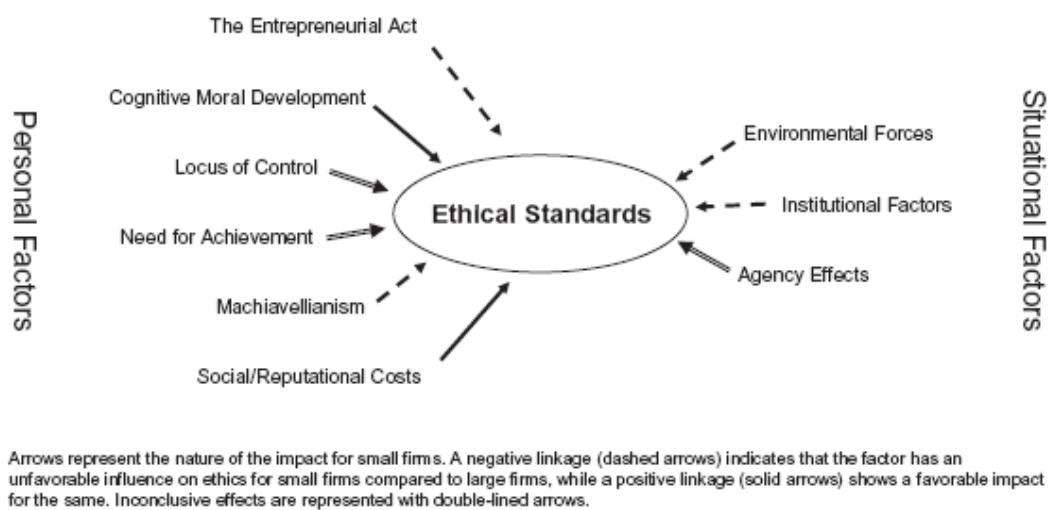 The Entrepreneurial Act
Cognitive Moral Development
Locus of Control
Need for Achievement
Machiavellianism
Social/Reputational Costs
Personal Factors
Ethical Standards
Environmental Forces
Institutional Factors
Agency Effects
Situational Factors
Arrows represent the nature of the impact for small firms. A negative linkage (dashed arrows) indicates that the factor has an
unfavorable influence on ethics for small firms compared to large firms, while a positive linkage (solid arrows) shows a favorable impact
for the same. Inconclusive effects are represented with double-lined arrows.